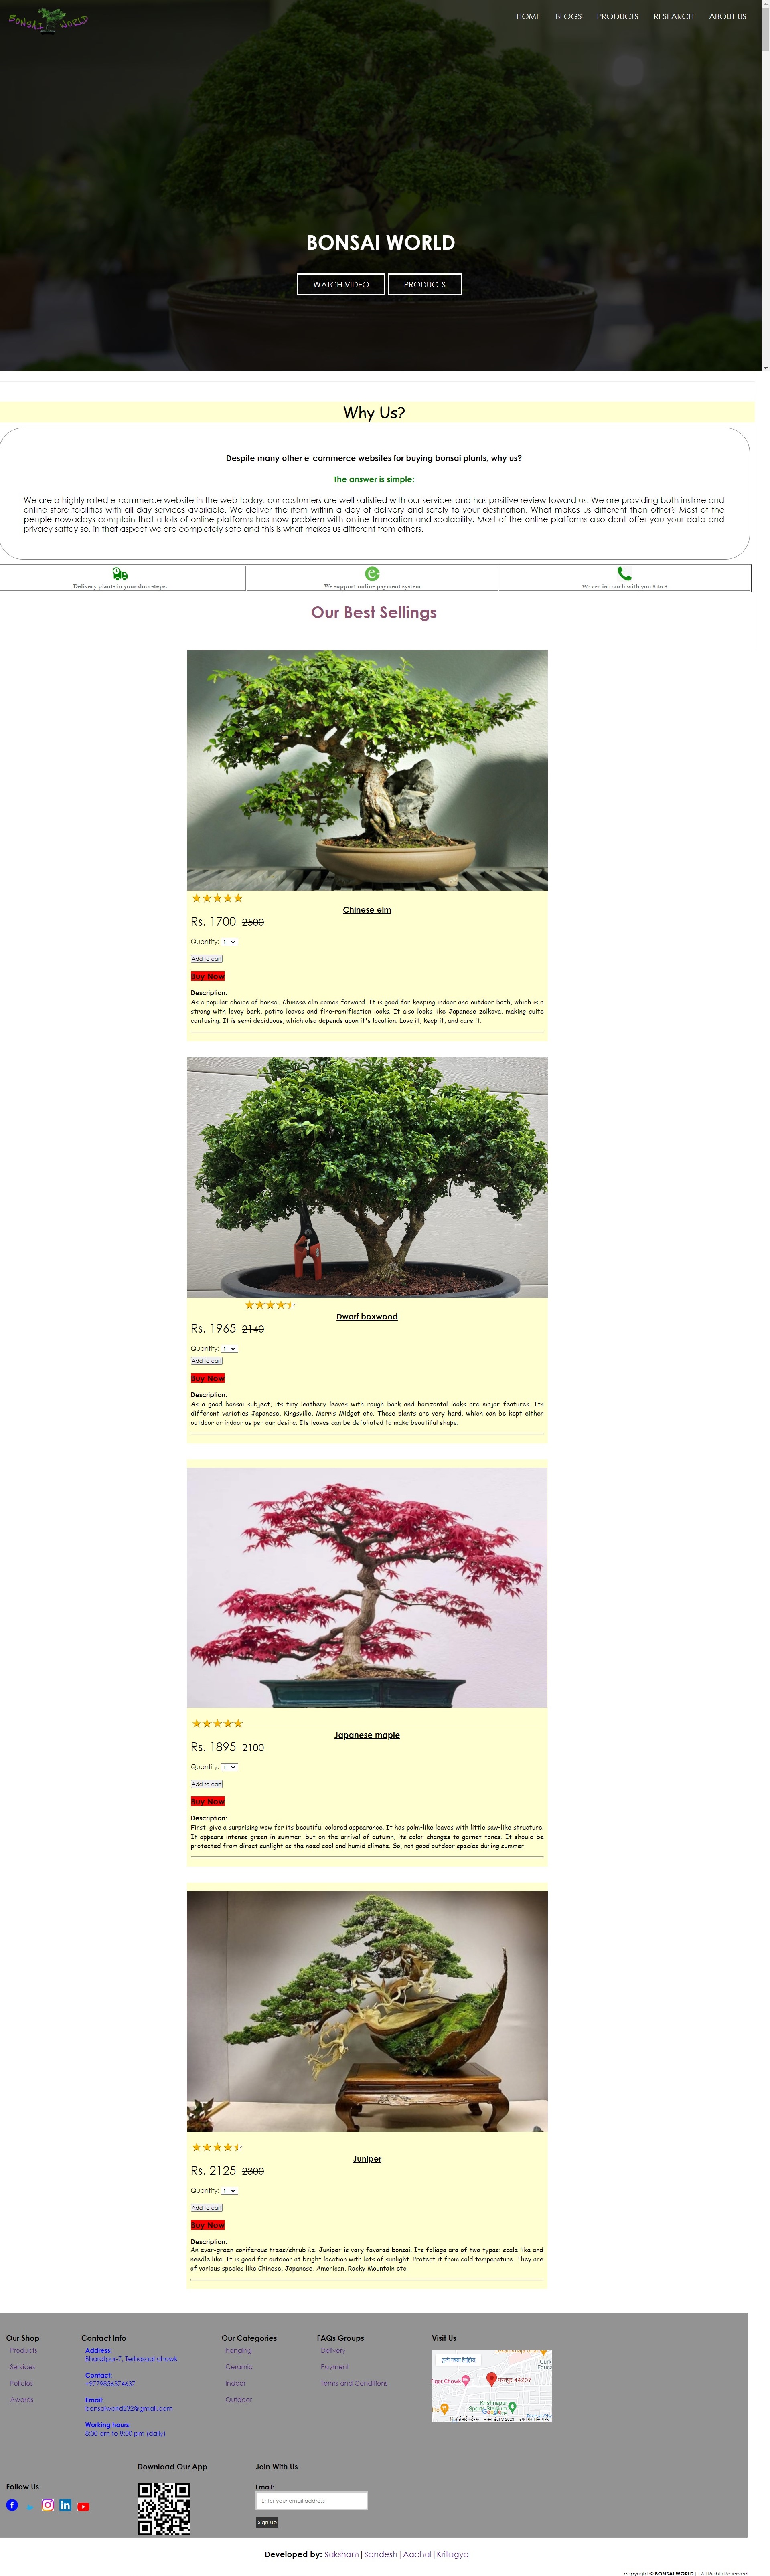 BONSAI WORLD
HOME BLOGS PRODUCTS RESEARCH ABOUT US
BONSAI WORLD
WATCH VIDEO PRODUCTS
Why Us?
Despite many other e-commerce websites for buying bonsai plants, why us?
The answer is simple:
We are a highly rated e-commerce website in the web today, our costumers are well satisfied with our services and has positive review toward us. We are providing both instore and
online store facilities with all day services. We deliver the item within a day of delivery and safely to your destination. What makes us different than other? Most of the
people nowadays complain that a lots of online platforms has now problem with online trancation and scalability. Most of the online platforms also dont offer you your data and
privacy saftey so, in that aspect we are completely safe and this is what makes us different from others.
Delivery plants in your doorsteps.
We support online payment system
We are in touch with you 8 to 8
Our Best Sellings
Chinese elm
Rs. 1700 2500
Quantity: 1
Add to cart
Buy Now
Description:
As a popular choice of bonsai, Chinese elm comes forward. It is good for keeping indoor and outdoor both, which is a
strong with lovey bark, petite leaves and fine-ramification looks. It also looks like Japanese zelkova, making quite
confusing. It is semi deciduous, which also depends upon it's location. Love it, keep it, and care it.
Dwarf boxwood
Rs. 1965 2140
Quantity: 1
Add to cart
Buy Now
Description:
As a good bonsai subject, its tiny leathery leaves with rough bark and horizontal looks are major features. Its
different varieties Japanese, Kingsville, Morris Midget etc. These plants are very hard, which can be kept either
outdoor or indoor as per our desire. Its leaves can be defoliated to make beautiful shape.
Japanese maple
Rs. 1895 2100
Quantity: 1
Add to cart
Buy Now
Description:
First, give a surprising wow for its beautiful colored appearance. It has palm-like leaves with little saw-like structure.
It appears intense green in summer, but on the arrival of autumn, its color changes to garnet tones. It should be
protected from direct sunlight as the need cool and humid climate. So, not good outdoor species during summer.
Juniper
Rs. 2125 2300
Quantity: 1
Add to cart
Buy Now
Description:
An ever-green coniferous trees/shrub i.e. Juniper is very favored bonsai. Its foliage are of two types: scale like and
needle like. It is good for outdoor at bright location with lots of sunlight. Protect it from cold temperature. They are
of various species like Chinese, Japanese, American, Rocky Mountain etc.
Our Shop
Products
Services
Policies
Awards
Contact Info
Address:
Bharatpur-7, Terhasaai chowk
Contact:
+9779856374637
Email:
bonsaiworld232@gmail.com
Working hours:
8:00 am to 8:00 pm (daily)
Our Categories
hanging
Ceramic
Indoor
Outdoor
FAQs Groups
Delivery
Payment
Terms and Conditions
Visit Us
ठूलो नक्सा हेर्नुहोस्
Tiger Chowk
भरतपुर 44207
Krishnapur
Sports Stadium
Google
Follow Us
Download Our App
Join With Us
Email:
Enter your email address
Sign up
Developed by: Saksham|Sandesh|Aachal|Kritagya
copyright © BONSAI WORLD||All Rights Reserved